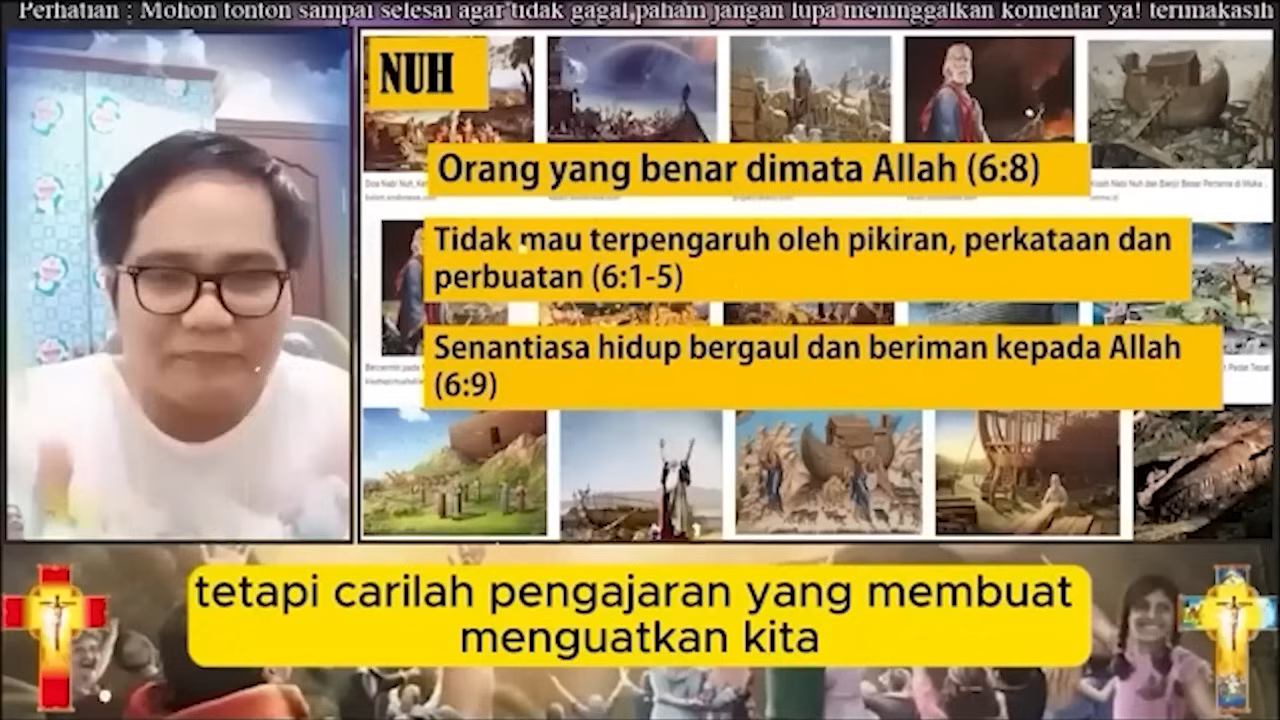 Perhatian : Mohon tonton sampai selesai agar tidak gagal paham jangan lupa meninggalkan komentar ya! terimakasih
NUH
Orang yang benar dimata Allah (6:8)
Tidak mau terpengaruh oleh pikiran, perkataan dan
perbuatan (6:1-5)
Senantiasa hidup bergaul dan beriman kepada Allah
(6:9)
tetapi carilah pengajaran yang membuat
menguatkan kita